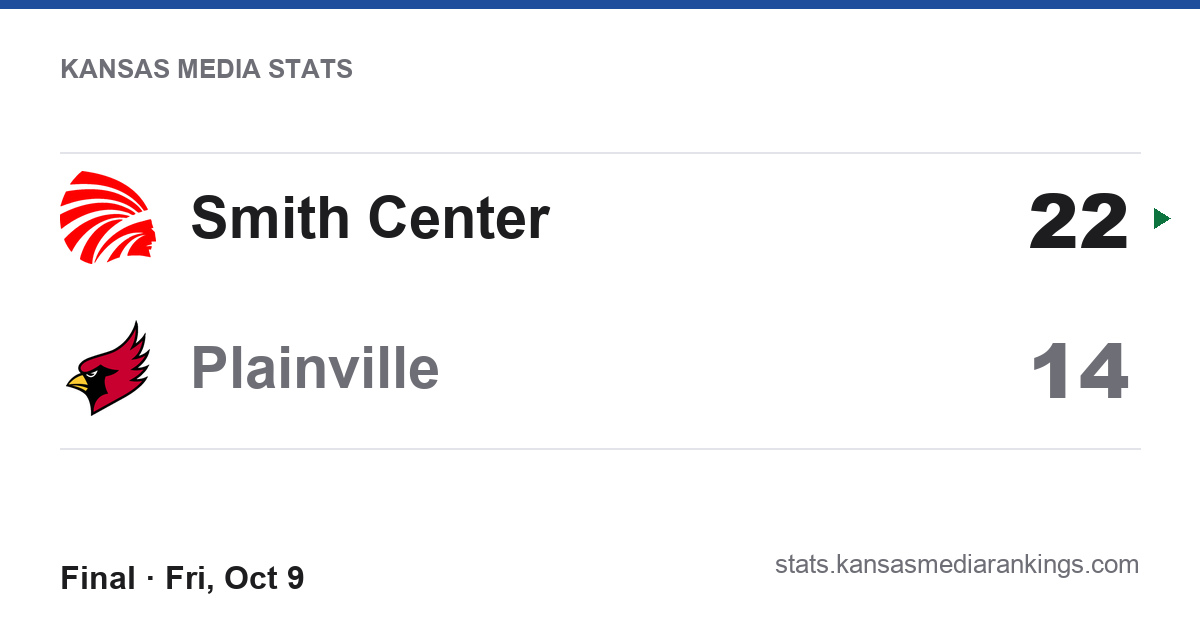 KANSAS MEDIA STATS
Smith Center 22
Plainville 14
Final · Fri, Oct 9
stats.kansasmediarankings.com